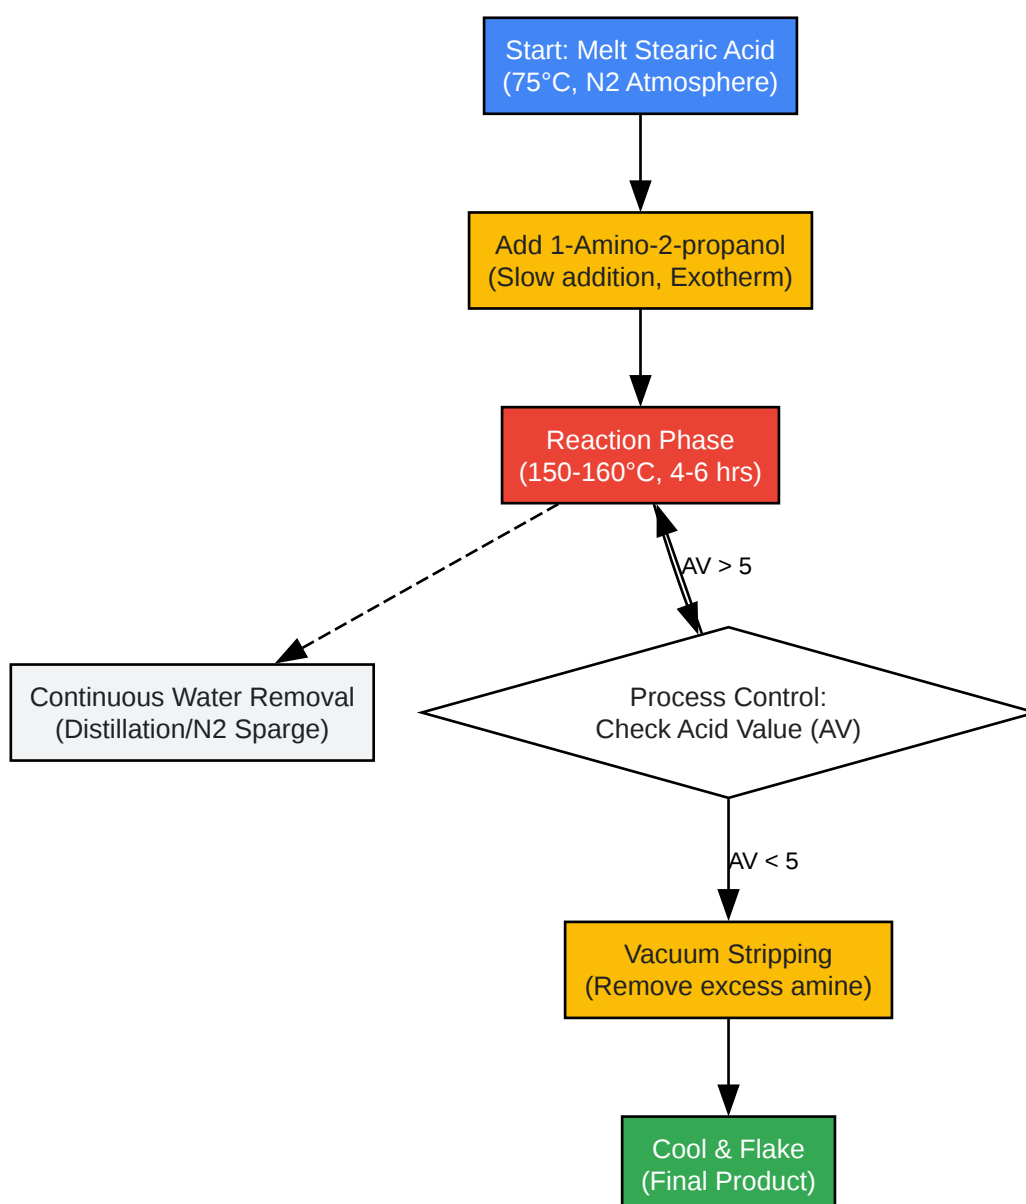 Start: Melt Stearic Acid
(75°C, N2 Atmosphere)
Add 1-Amino-2-propanol
(Slow addition, Exotherm)
Reaction Phase
(150-160°C, 4-6 hrs)
AV > 5
Continuous Water Removal
(Distillation/N2 Sparge)
Process Control:
Check Acid Value (AV)
AV < 5
Vacuum Stripping
(Remove excess amine)
Cool & Flake
(Final Product)